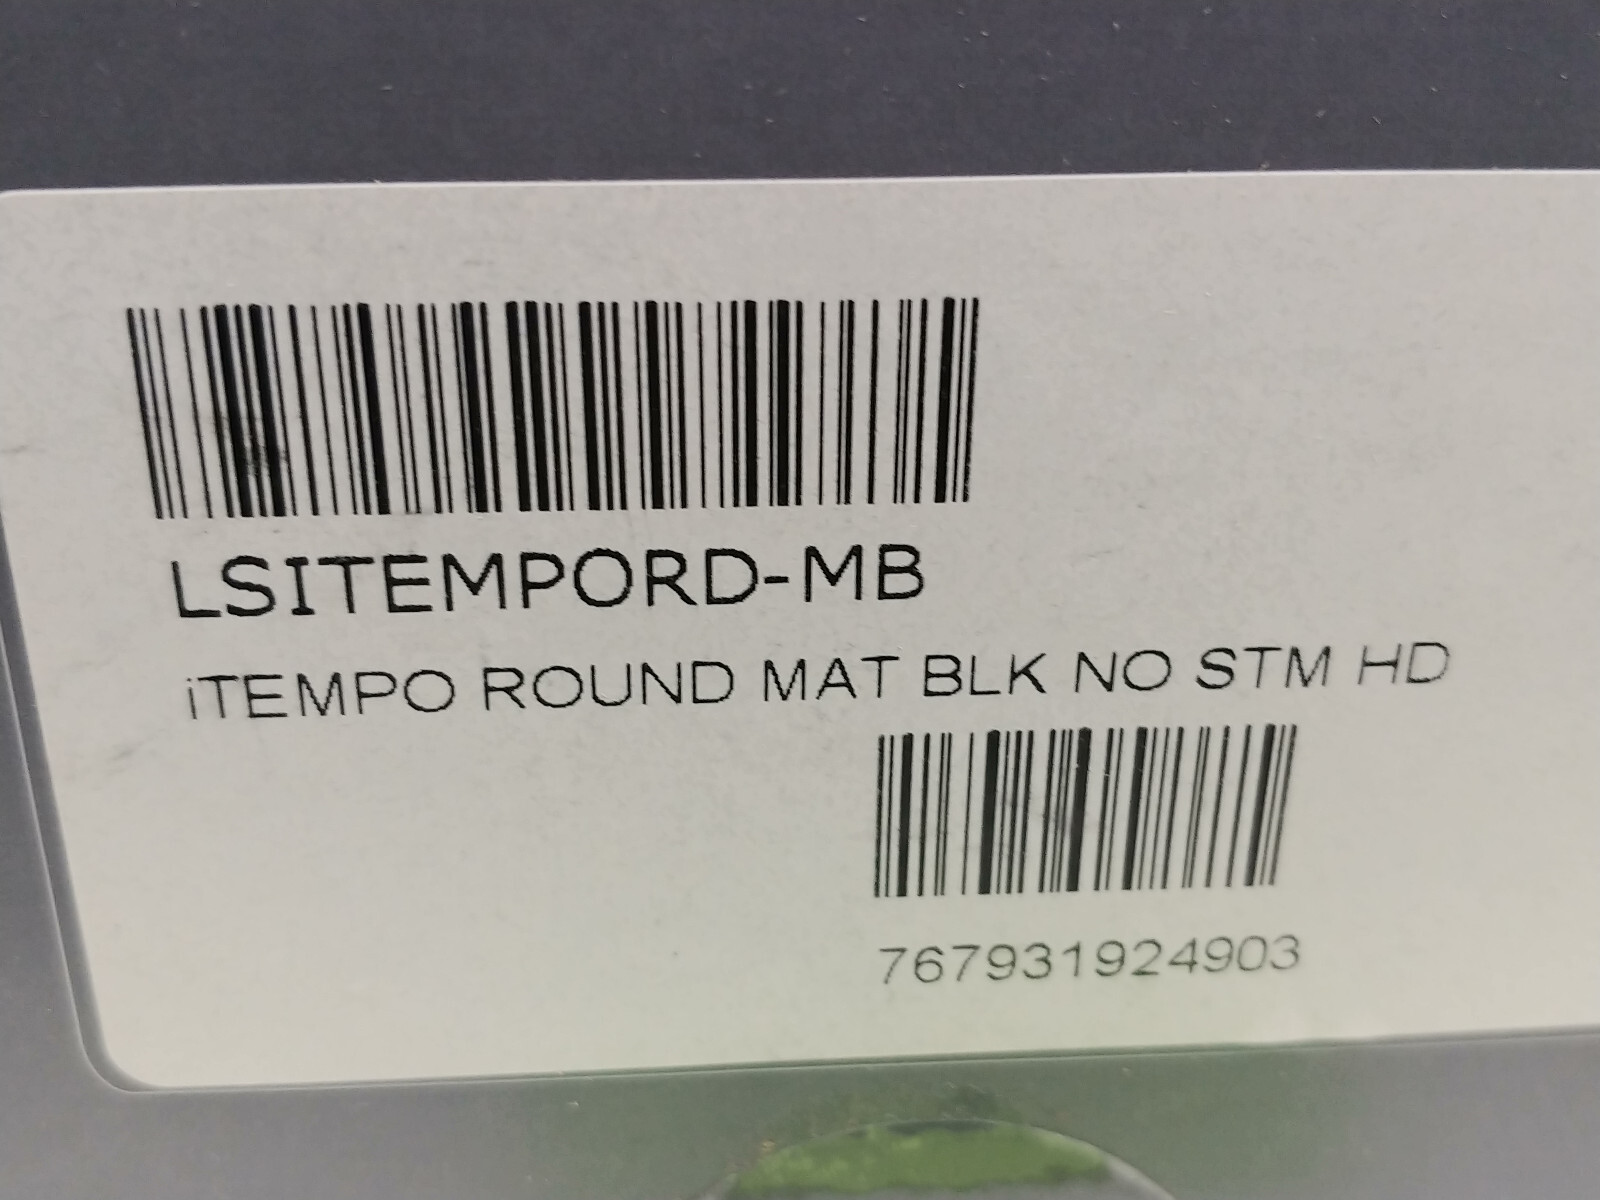 LSITEMPORD-MB
iTEMPO ROUND MAT BLK NO STM HD
767931924903